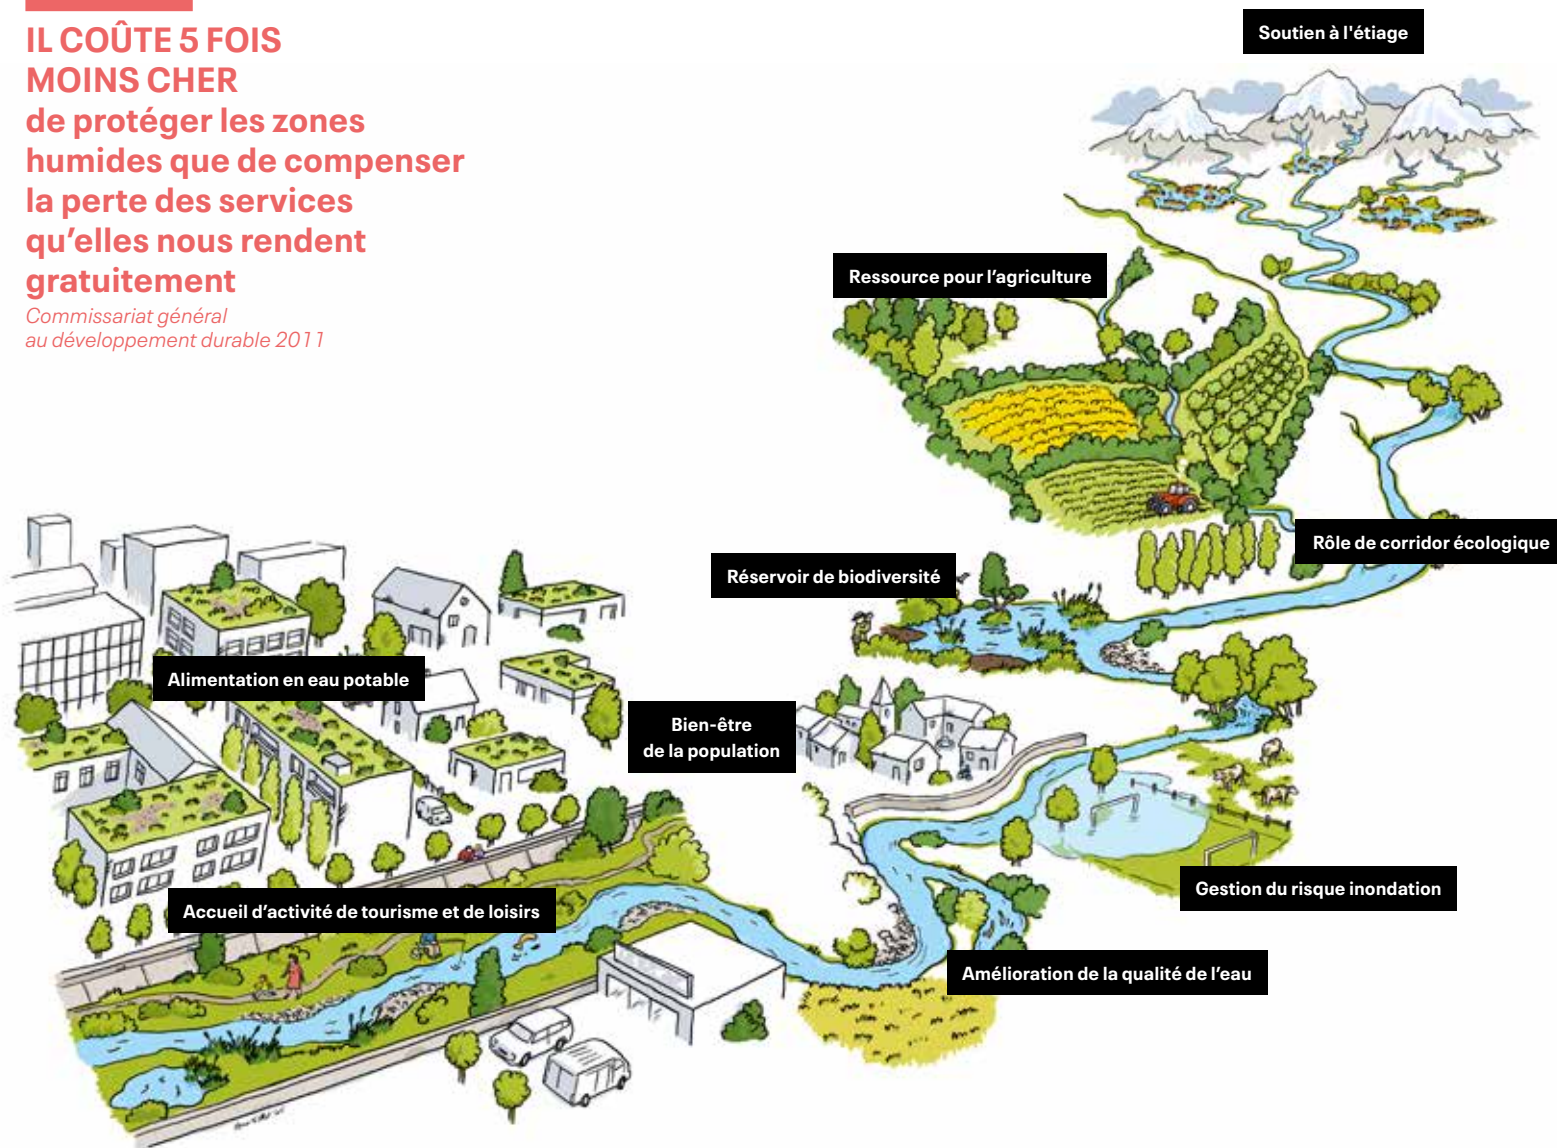 IL COÛTE 5 FOIS
MOINS CHER
de protéger les zones
humides que de compenser
la perte des services
qu’elles nous rendent
gratuitement
Commissariat général
au développement durable 2011
Soutien à l'étiage
Ressource pour l’agriculture
Rôle de corridor écologique
Réservoir de biodiversité
Alimentation en eau potable
Bien-être
de la population
Gestion du risque inondation
Accueil d’activité de tourisme et de loisirs
Amélioration de la qualité de l’eau